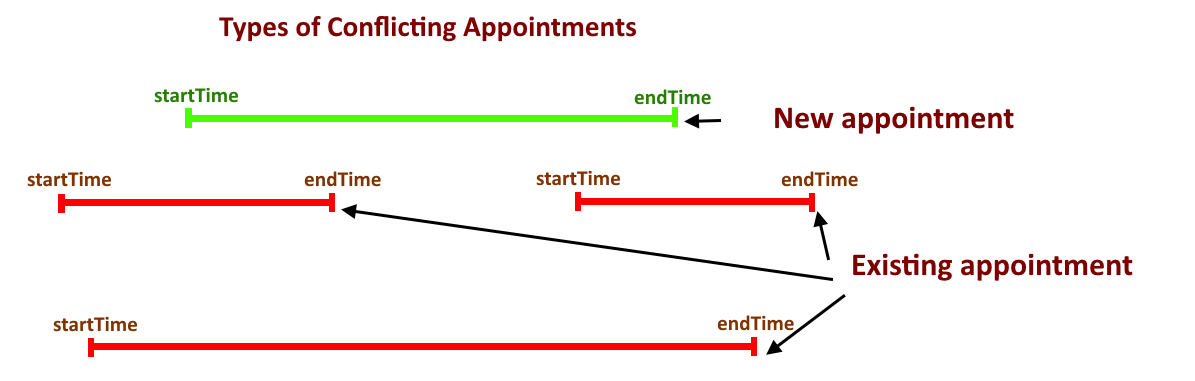 Types of Conflicting Appointments
startTime endTime
New appointment
startTime endTime startTime endTime
Existing appointment
startTime endTime